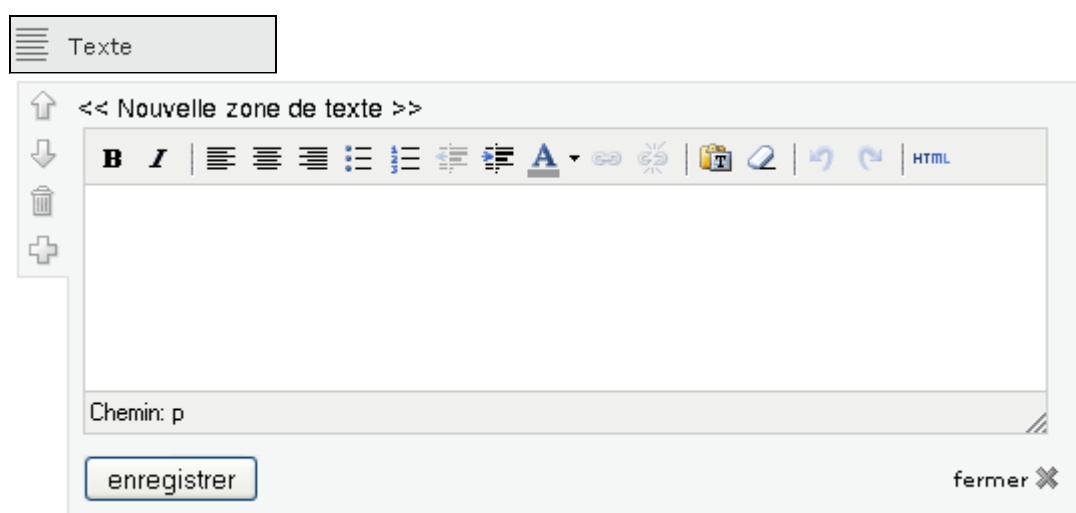 Texte
<< Nouvelle zone de texte >>
B I A T HTML
Chemin: p
enregistrer fermer